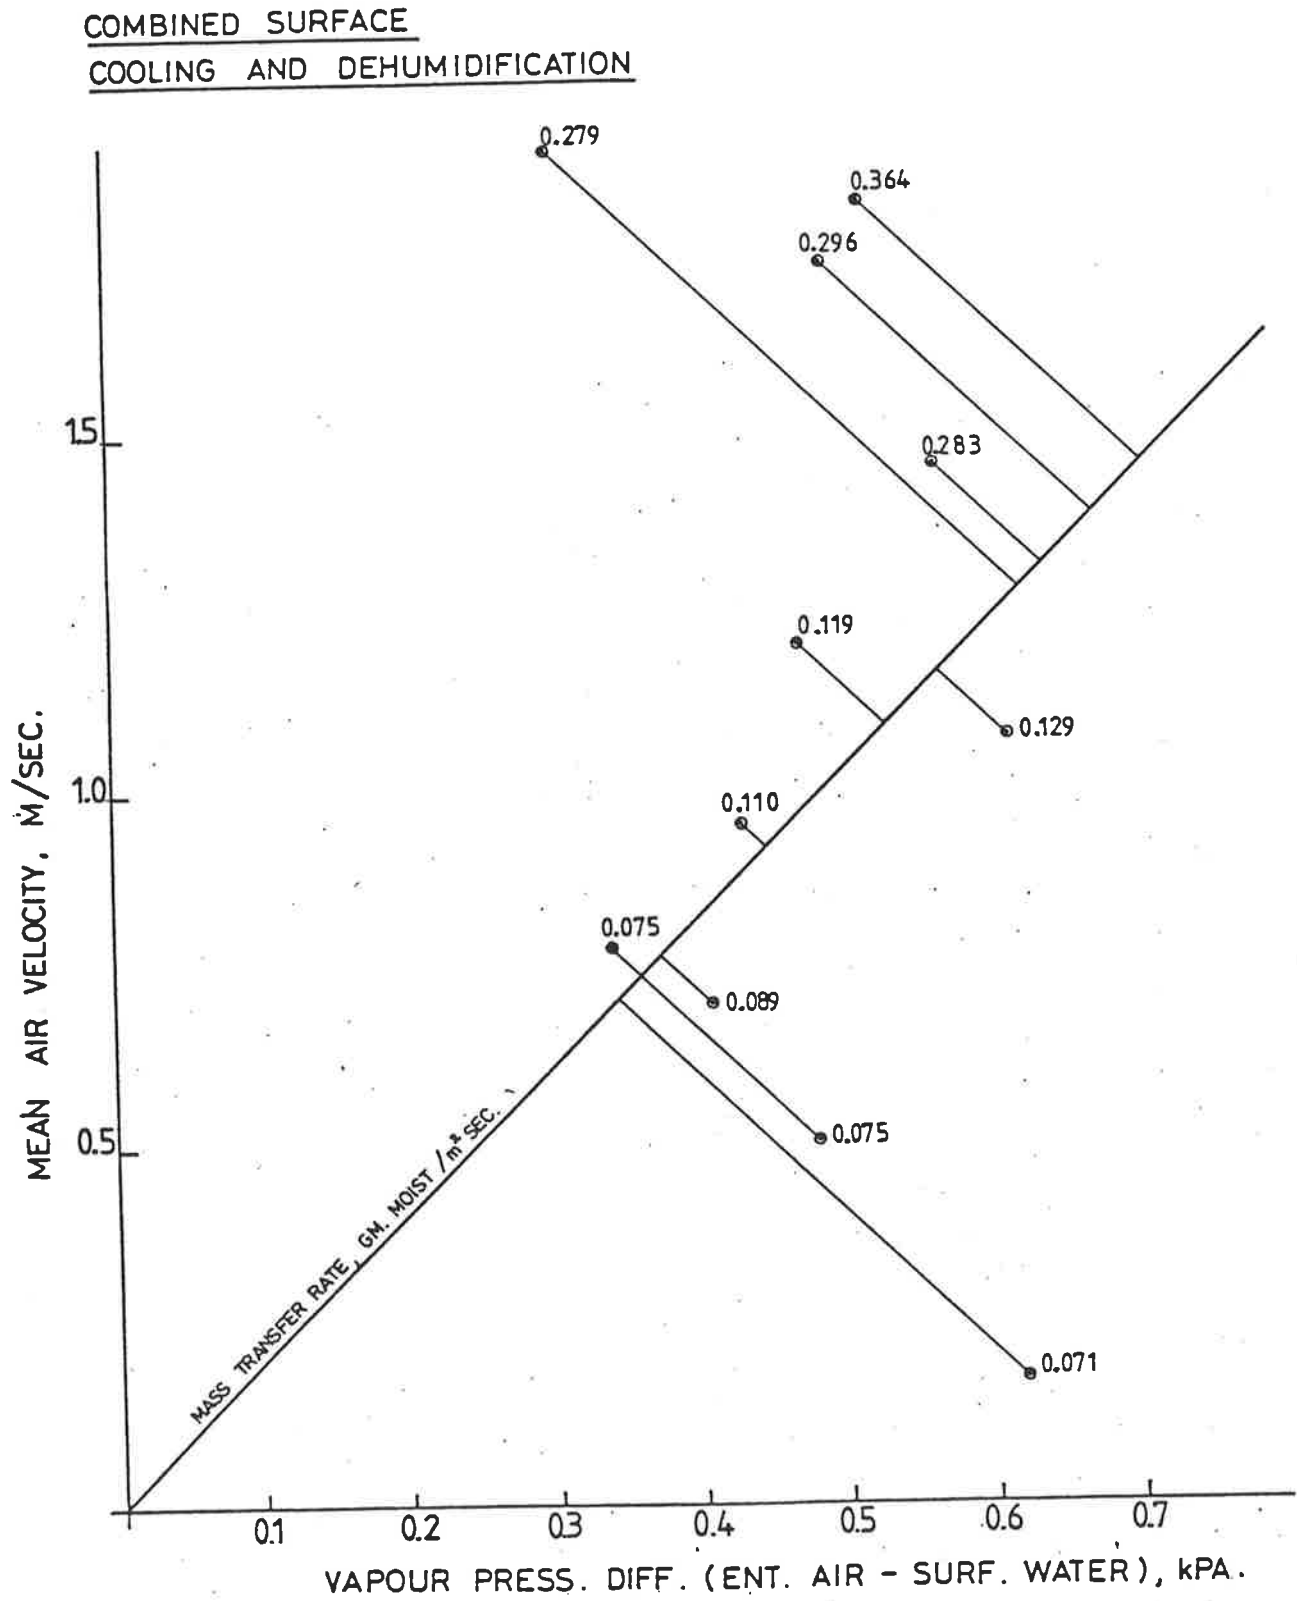 COMBINED SURFACE
COOLING AND DEHUMIDIFICATION
0.279
0.364
0.296
1.5
0.283
0.119
0.129
MEAN AIR VELOCITY, M/SEC.
1.0
0.110
0.075
0.089
0.5
0.075
MASS TRANSFER RATE, GM. MOIST /m² SEC.
0.071
0.1 0.2 0.3 0.4 0.5 0.6 0.7
VAPOUR PRESS. DIFF. (ENT. AIR - SURF. WATER), kPA.